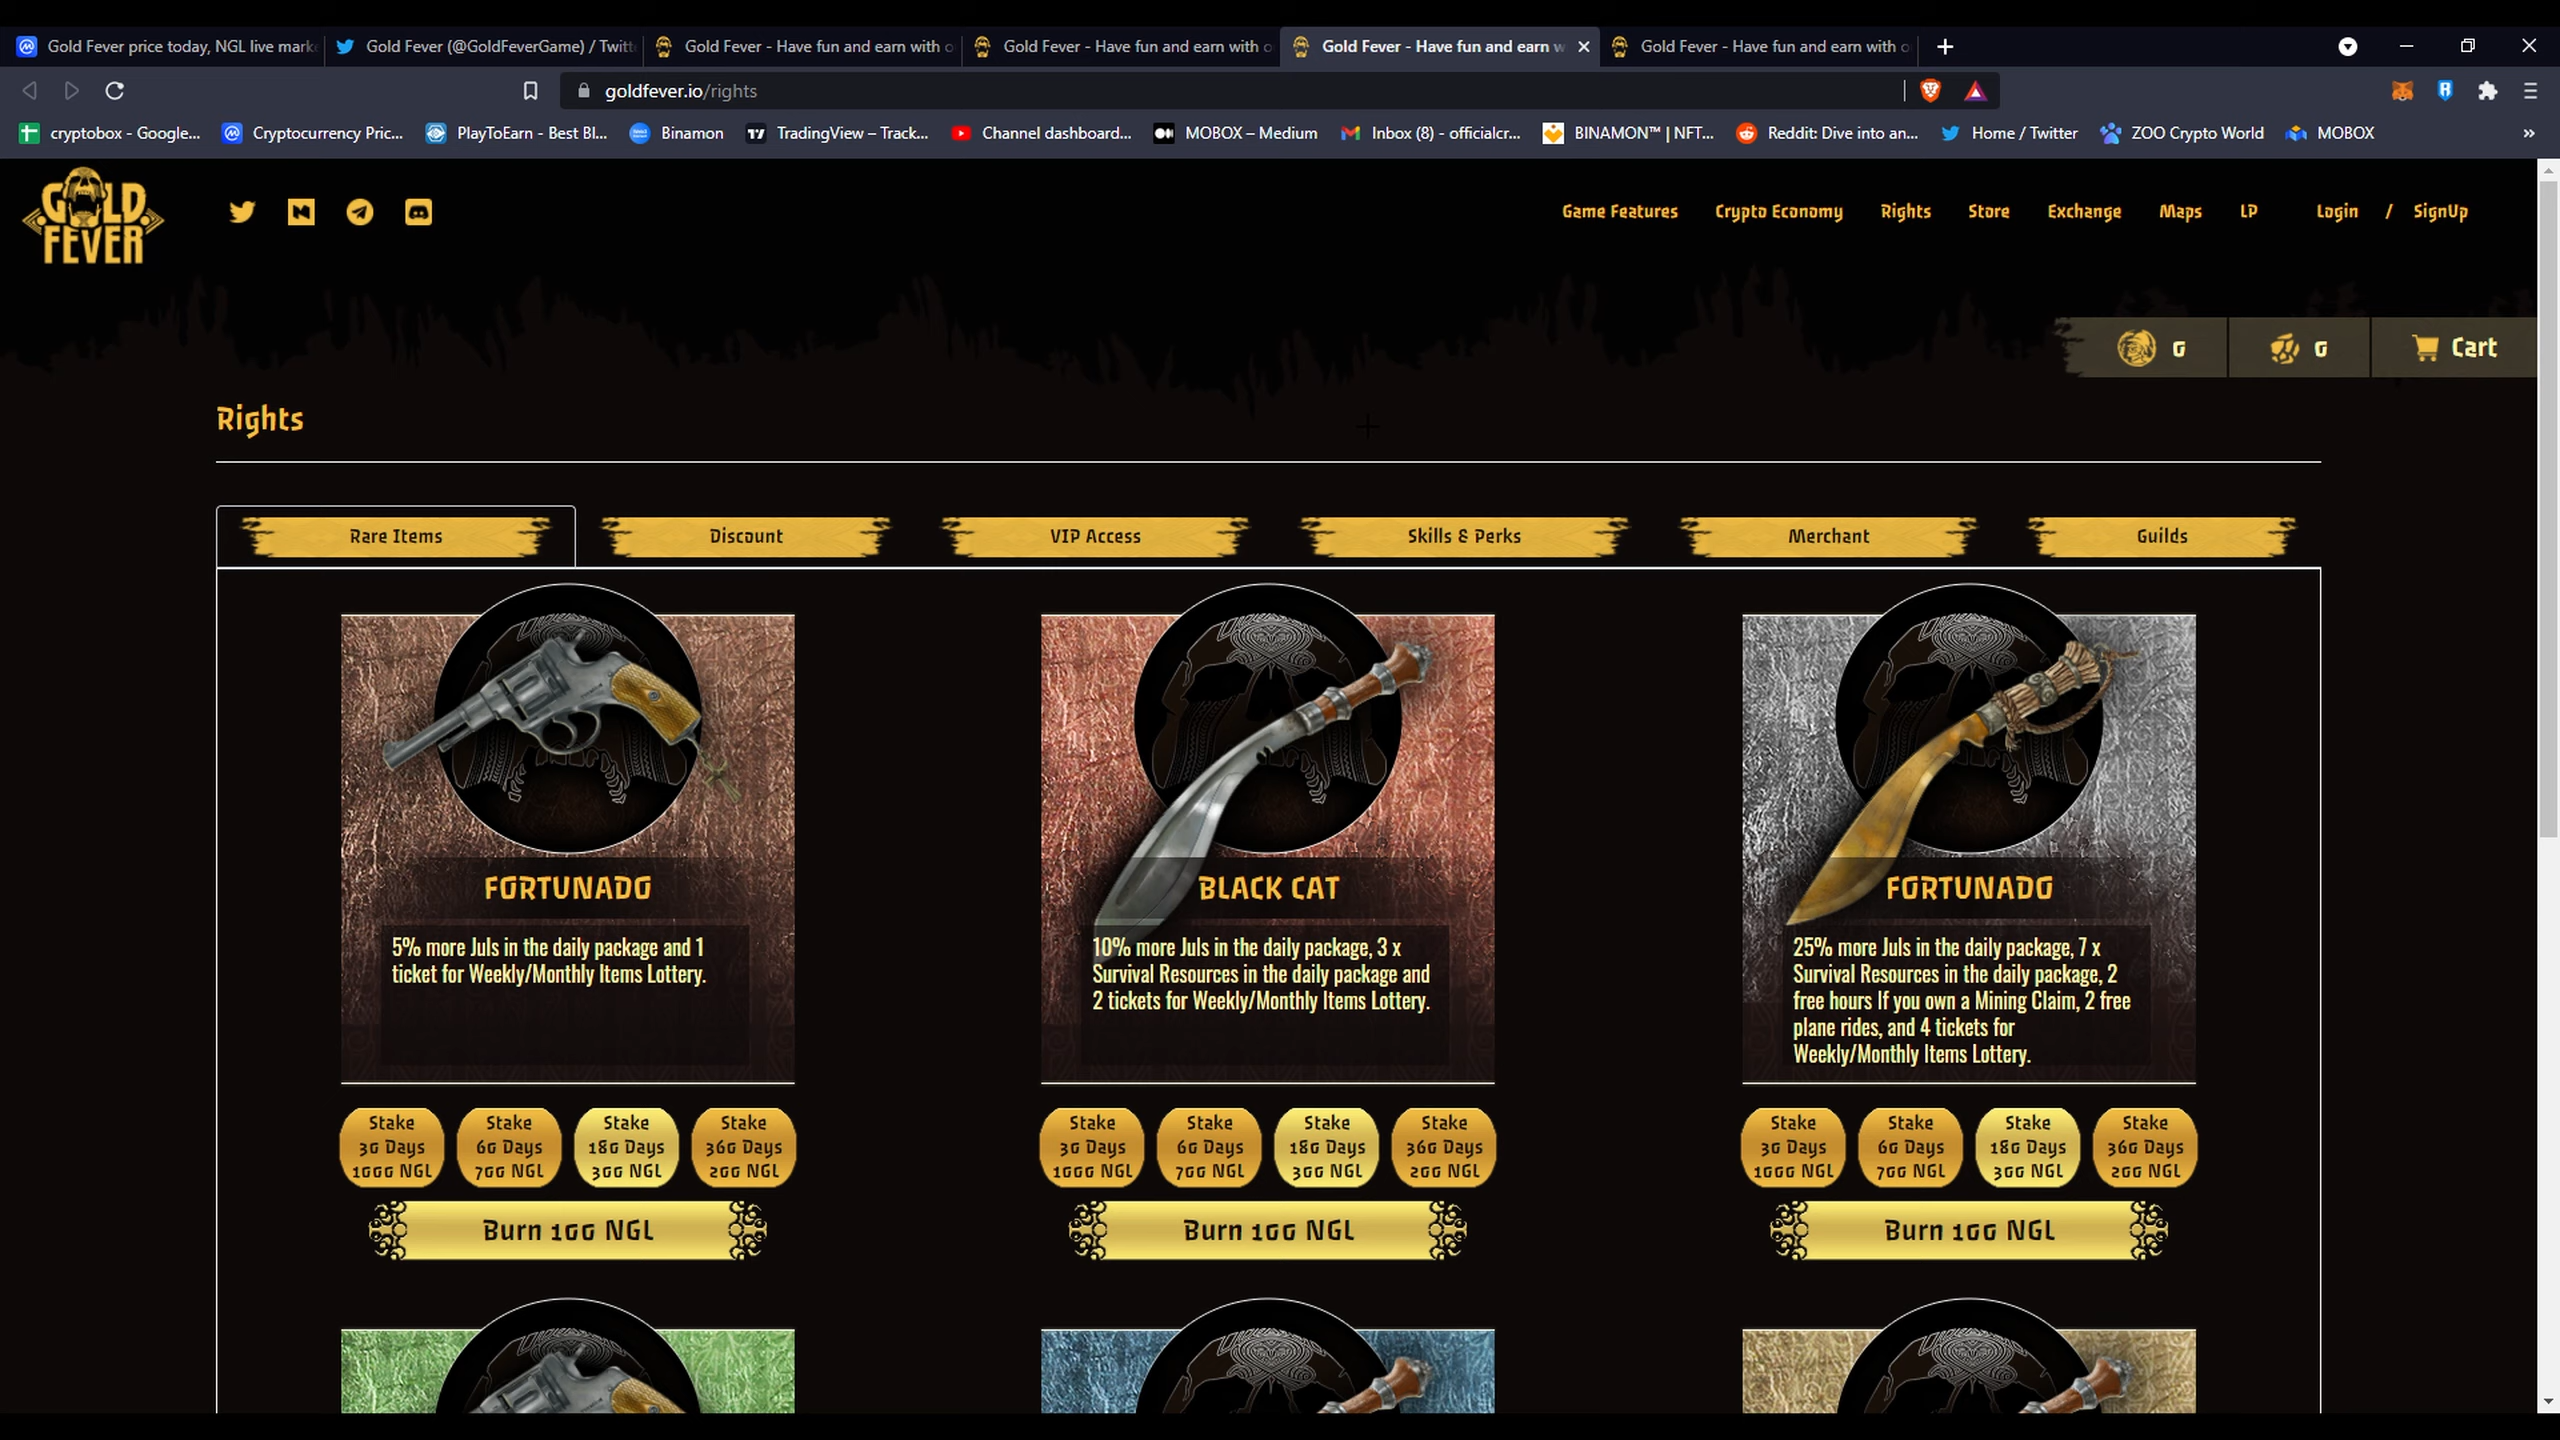 Gold Fever price today, NGL live mark
Gold Fever (@GoldFeverGame) / Twitt
Gold Fever - Have fun and earn with o
Gold Fever - Have fun and earn with o
Gold Fever - Have fun and earn w
Gold Fever - Have fun and earn with o
goldfever.io/rights
cryptobox - Google...
Cryptocurrency Pric...
PlayToEarn - Best Bl...
Binamon
TradingView – Track...
Channel dashboard...
MOBOX – Medium
Inbox (8) - officialcr...
BINAMON™ | NFT...
Reddit: Dive into an...
Home / Twitter
ZOO Crypto World
MOBOX
GOLD
FEVER
Game Features
Crypto Economy
Rights
Store
Exchange
Maps
LP
Login / SignUp
0
0
Cart
Rights
Rare Items
Discount
VIP Access
Skills & Perks
Merchant
Guilds
FORTUNADO
5% more Juls in the daily package and 1
ticket for Weekly/Monthly Items Lottery.
Stake
30 Days
1000 NGL
Stake
60 Days
700 NGL
Stake
180 Days
300 NGL
Stake
360 Days
200 NGL
Burn 100 NGL
BLACK CAT
10% more Juls in the daily package, 3 x
Survival Resources in the daily package and
2 tickets for Weekly/Monthly Items Lottery.
Stake
30 Days
1000 NGL
Stake
60 Days
700 NGL
Stake
180 Days
300 NGL
Stake
360 Days
200 NGL
Burn 100 NGL
FORTUNADO
25% more Juls in the daily package, 7 x
Survival Resources in the daily package, 2
free hours If you own a Mining Claim, 2 free
plane rides, and 4 tickets for
Weekly/Monthly Items Lottery.
Stake
30 Days
1000 NGL
Stake
60 Days
700 NGL
Stake
180 Days
300 NGL
Stake
360 Days
200 NGL
Burn 100 NGL